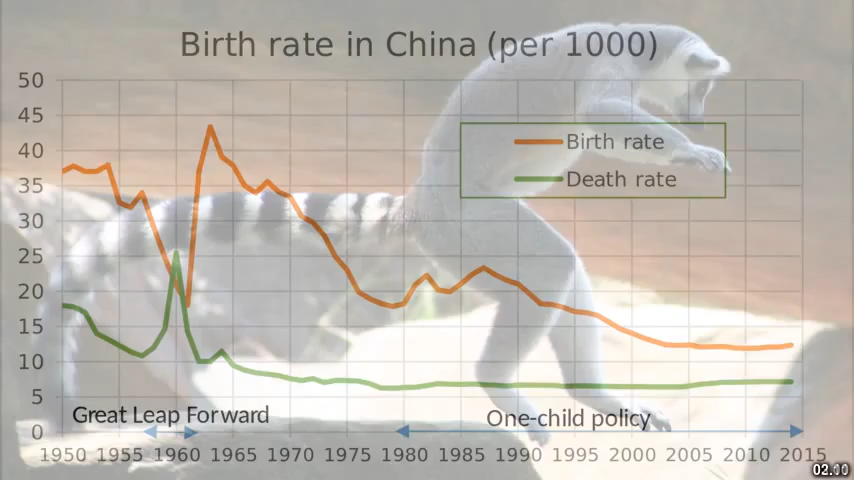 Birth rate in China (per 1000)
50
45
40
35
30
25
20
15
10
5
0
Birth rate
Death rate
Great Leap Forward
One-child policy
1950 1955 1960 1965 1970 1975 1980 1985 1990 1995 2000 2005 2010 2015